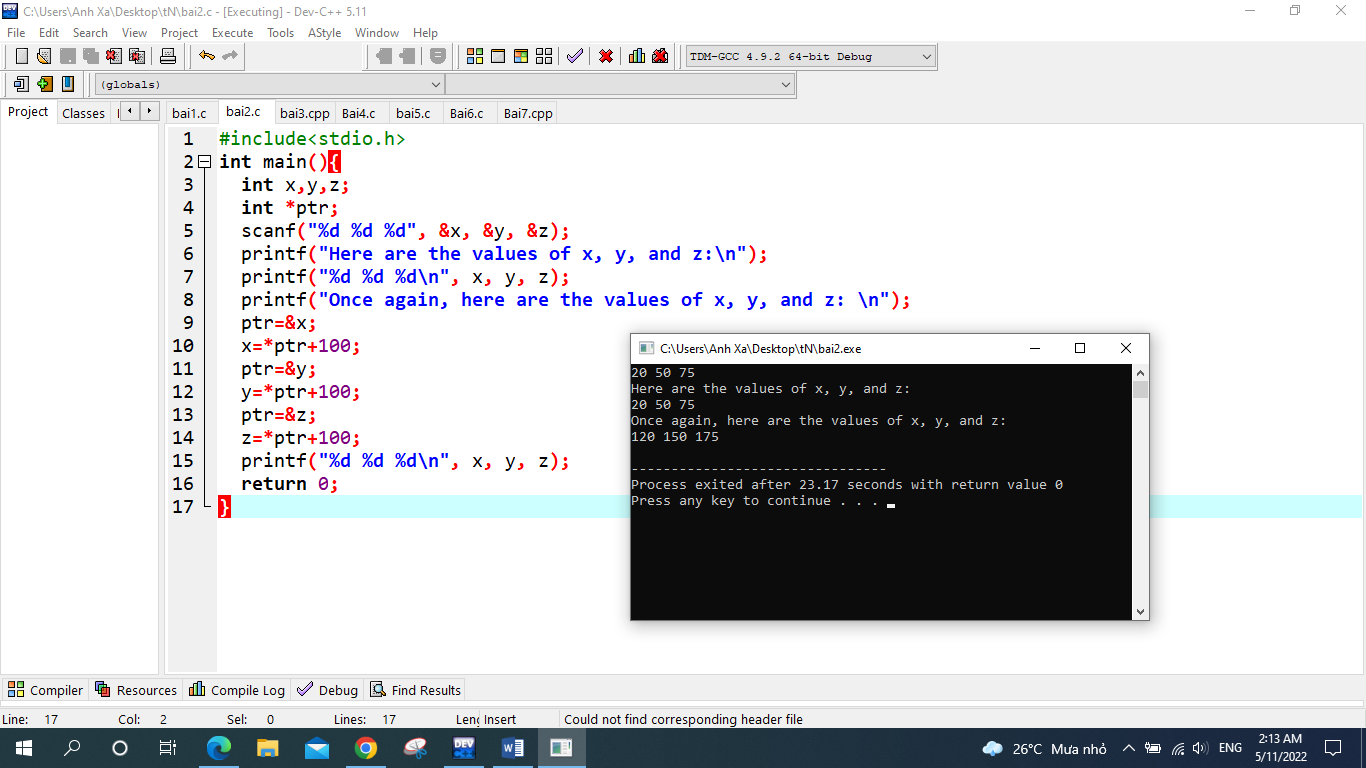 C:\Users\Anh Xa\Desktop\tN\bai2.c - [Executing] - Dev-C++ 5.11
File Edit Search View Project Execute Tools AStyle Window Help
TDM-GCC 4.9.2 64-bit Debug
(globals)
Project Classes
bai1.c bai2.c bai3.cpp Bai4.c bai5.c Bai6.c Bai7.cpp
1 #include<stdio.h>
2 int main(){
3 int x,y,z;
4 int *ptr;
5 scanf("%d %d %d", &x, &y, &z);
6 printf("Here are the values of x, y, and z:\n");
7 printf("%d %d %d\n", x, y, z);
8 printf("Once again, here are the values of x, y, and z: \n");
9 ptr=&x;
10 x=*ptr+100;
11 ptr=&y;
12 y=*ptr+100;
13 ptr=&z;
14 z=*ptr+100;
15 printf("%d %d %d\n", x, y, z);
16 return 0;
17 }
C:\Users\Anh Xa\Desktop\tN\bai2.exe
20 50 75
Here are the values of x, y, and z:
20 50 75
Once again, here are the values of x, y, and z:
120 150 175
--------------------------------
Process exited after 23.17 seconds with return value 0
Press any key to continue . . .
Compiler Resources Compile Log Debug Find Results
Line: 17 Col: 2 Sel: 0 Lines: 17 Insert Could not find corresponding header file
DEV
26°C Mưa nhỏ ENG
2:13 AM
5/11/2022